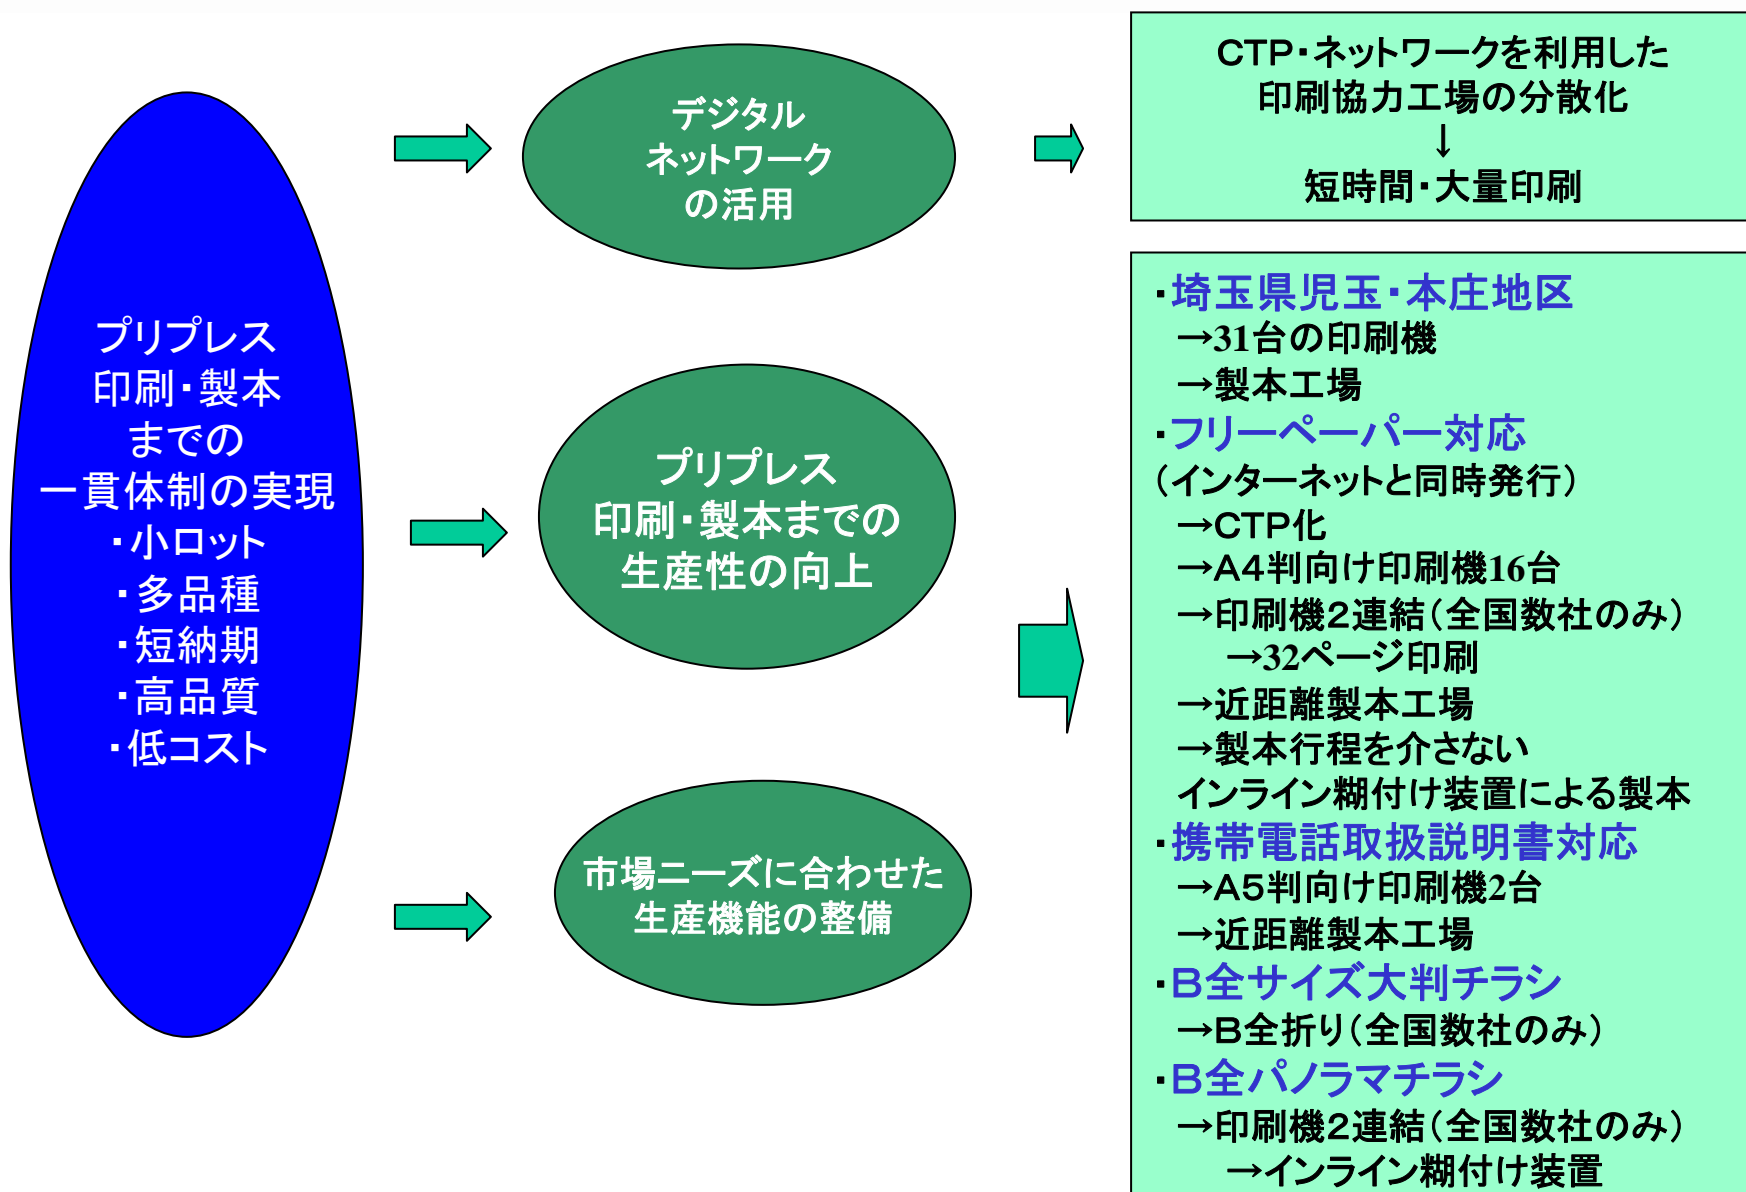 プリプレス
印刷・製本
までの
一貫体制の実現
・小ロット
・多品種
・短納期
・高品質
・低コスト
デジタル
ネットワーク
の活用
プリプレス
印刷・製本までの
生産性の向上
市場ニーズに合わせた
生産機能の整備
CTP・ネットワークを利用した
印刷協力工場の分散化
↓
短時間・大量印刷
・埼玉県児玉・本庄地区
→31台の印刷機
→製本工場
・フリーペーパー対応
（インターネットと同時発行）
→CTP化
→A4判向け印刷機16台
→印刷機２連結（全国数社のみ）
→32ページ印刷
→近距離製本工場
→製本行程を介さない
インライン糊付け装置による製本
・携帯電話取扱説明書対応
→A5判向け印刷機2台
→近距離製本工場
・B全サイズ大判チラシ
→B全折り（全国数社のみ）
・B全パノラマチラシ
→印刷機２連結（全国数社のみ）
→インライン糊付け装置